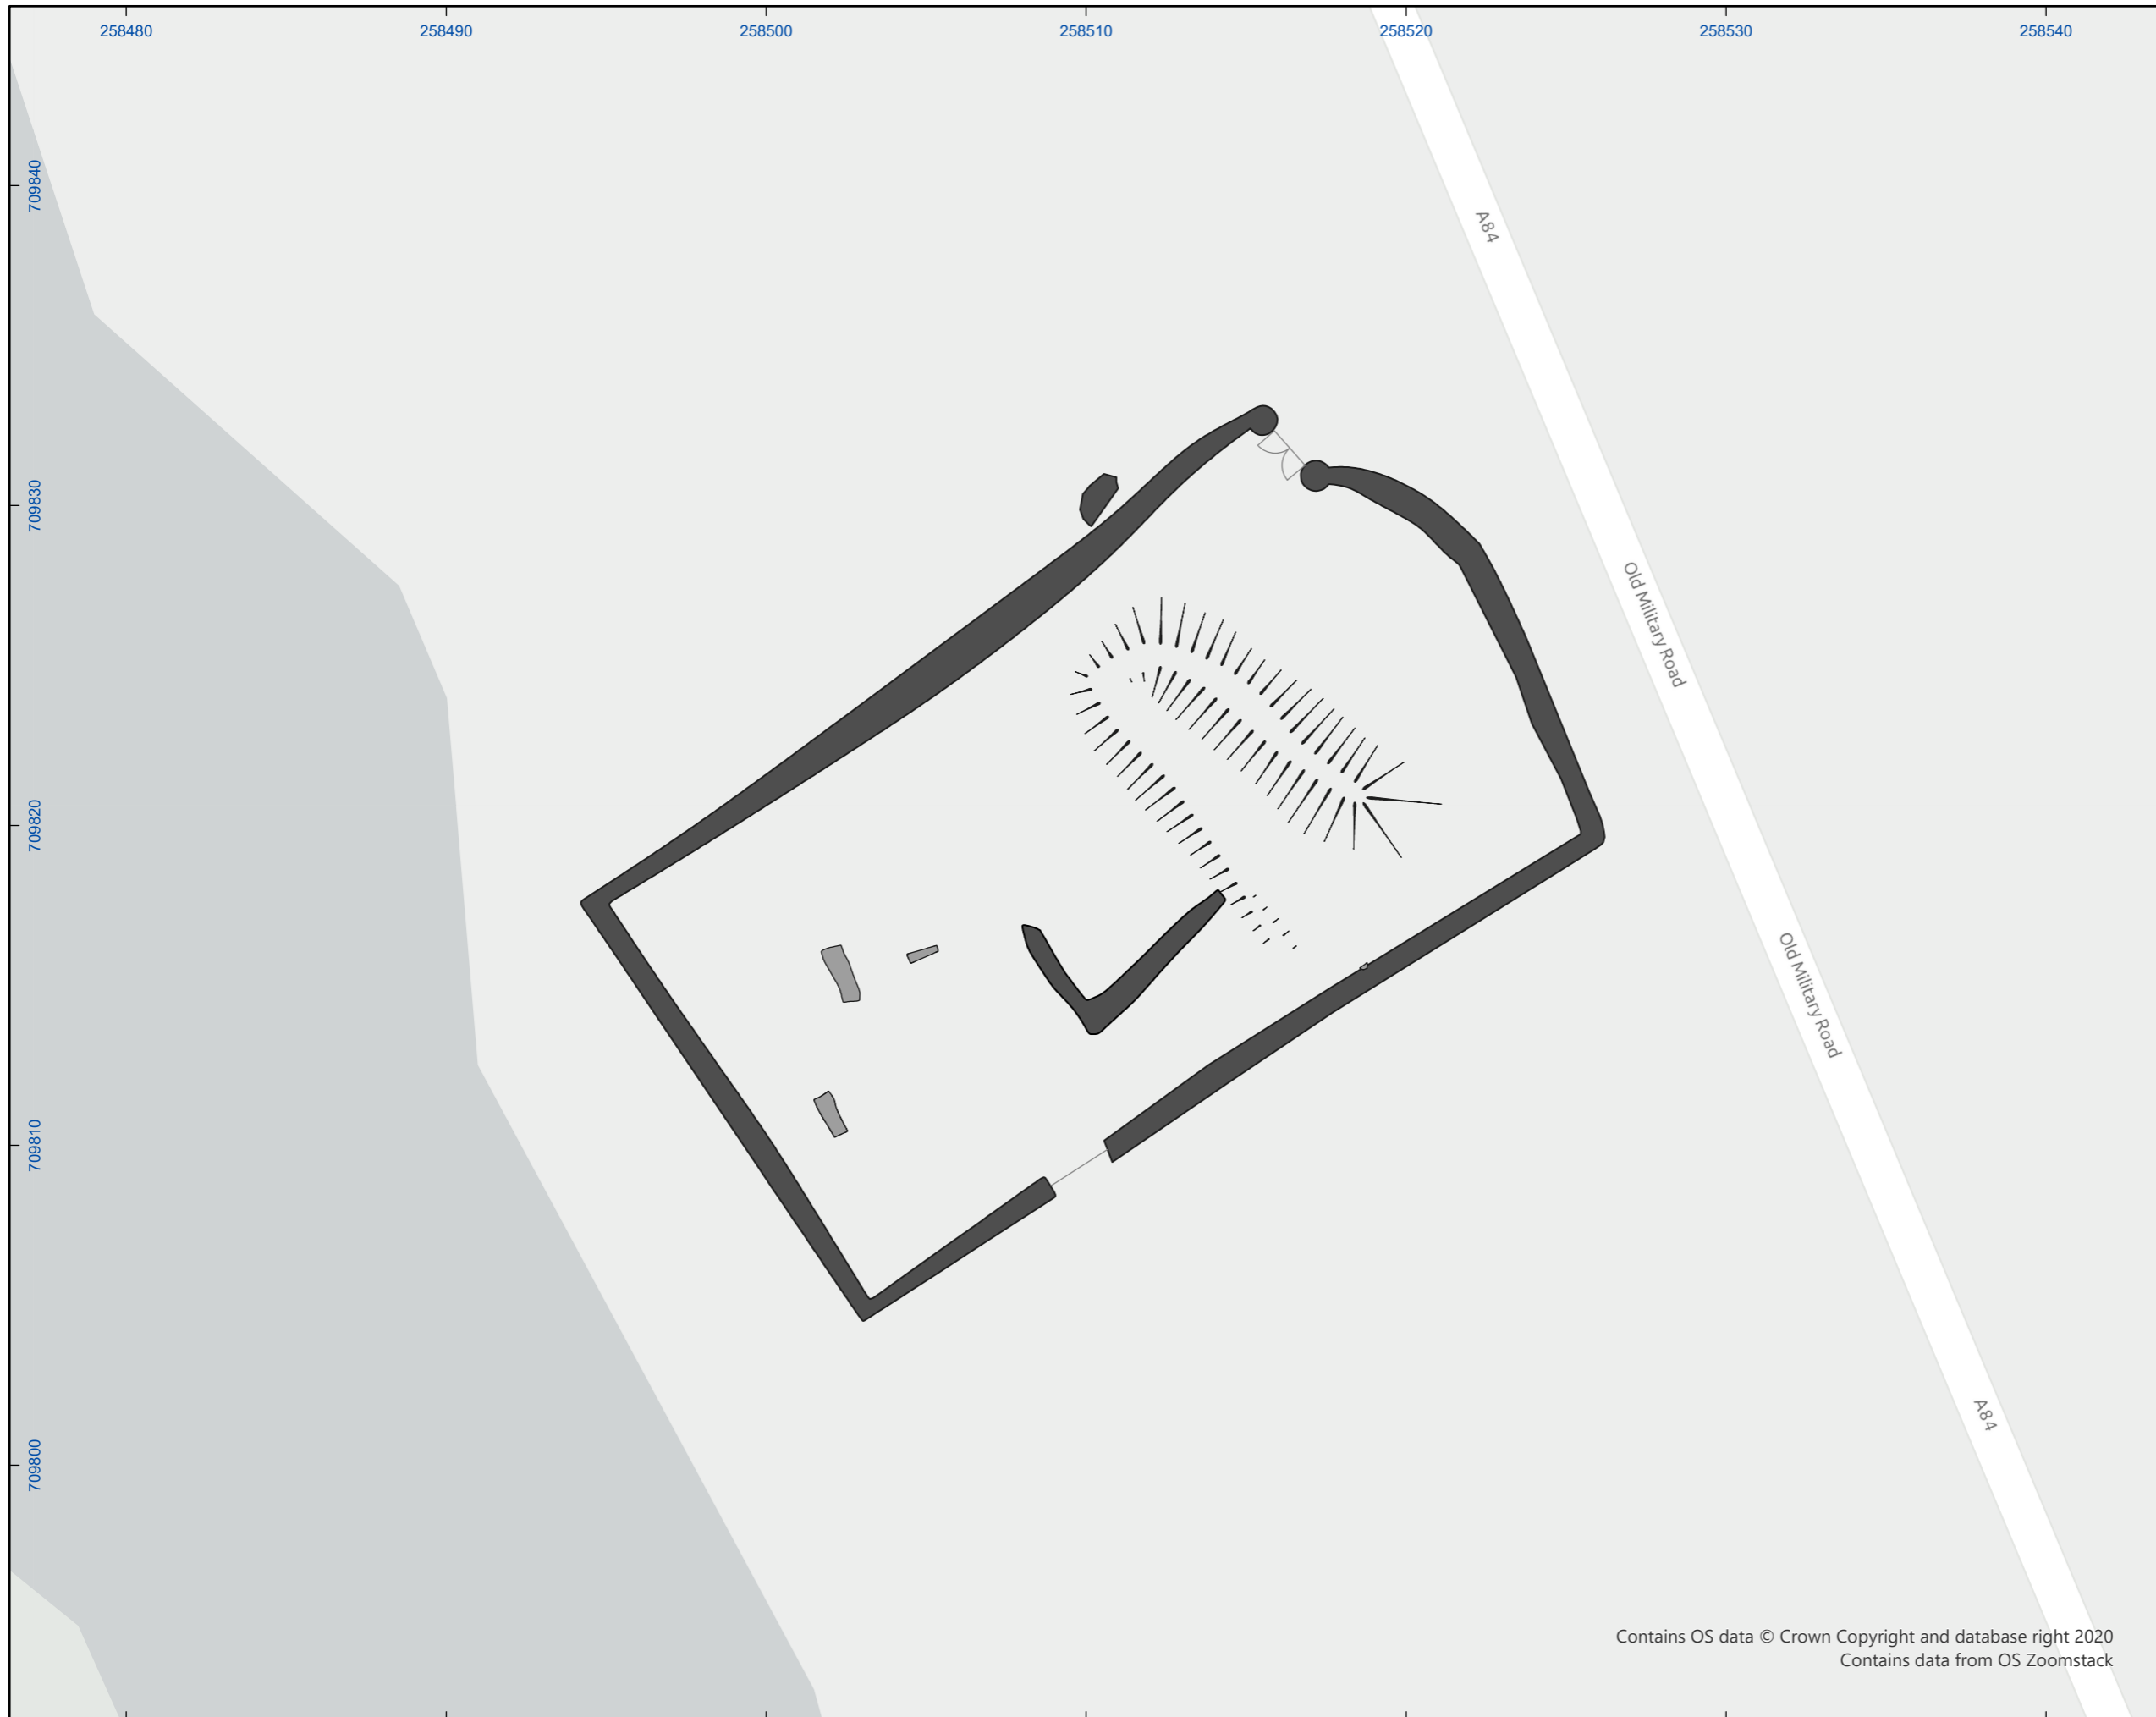 258480 258490 258500 258510 258520 258530 258540
709840
A84
709830
Old Military Road
709820
Old Military Road
709810
A84
709800
Contains OS data © Crown Copyright and database right 2020
Contains data from OS Zoomstack